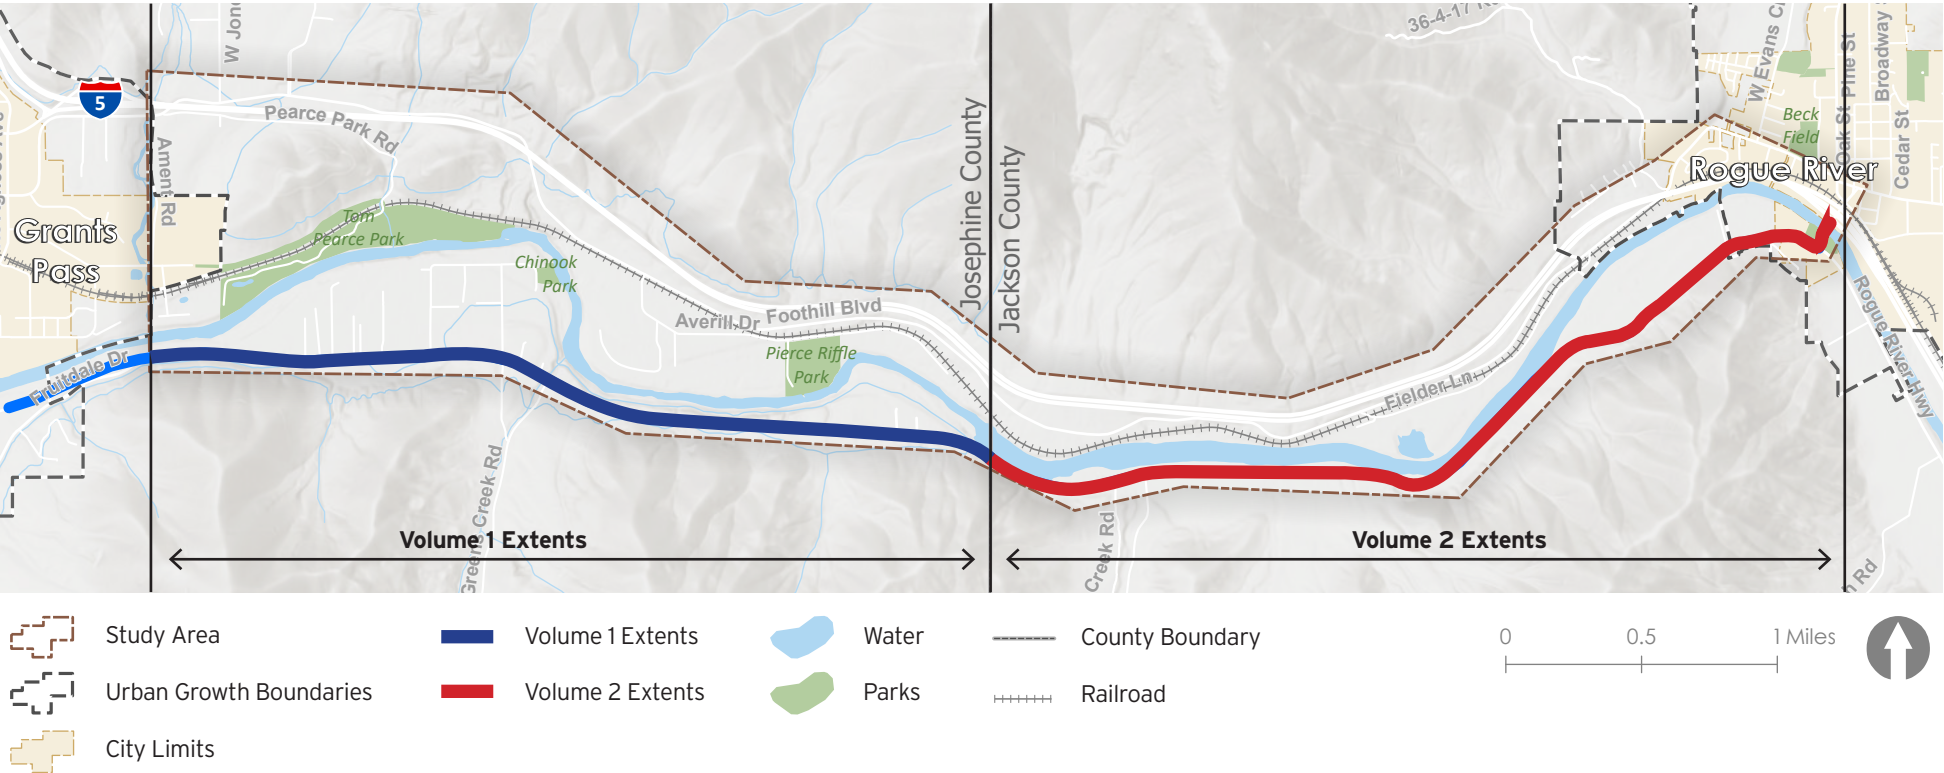 36-4-17 R
W Jon
W Evans C
Pine St
Broadway
5
Pearce Park Rd
Beck
Field
Oak St
Cedar St
Ament Rd
Josephine County
Jackson County
Rogue River
Grants
Pass
Tom
Pearce Park
Chinook
Park
Averill Dr
Foothill Blvd
Pierce Riffle
Park
Fruitdale Dr
Fielder Ln
Rogue River Hwy
Greens Creek Rd
Creek Rd
Rd
Volume 1 Extents
Volume 2 Extents
Study Area
Volume 1 Extents
Water
County Boundary
0 0.5 1 Miles
Urban Growth Boundaries
Volume 2 Extents
Parks
Railroad
City Limits